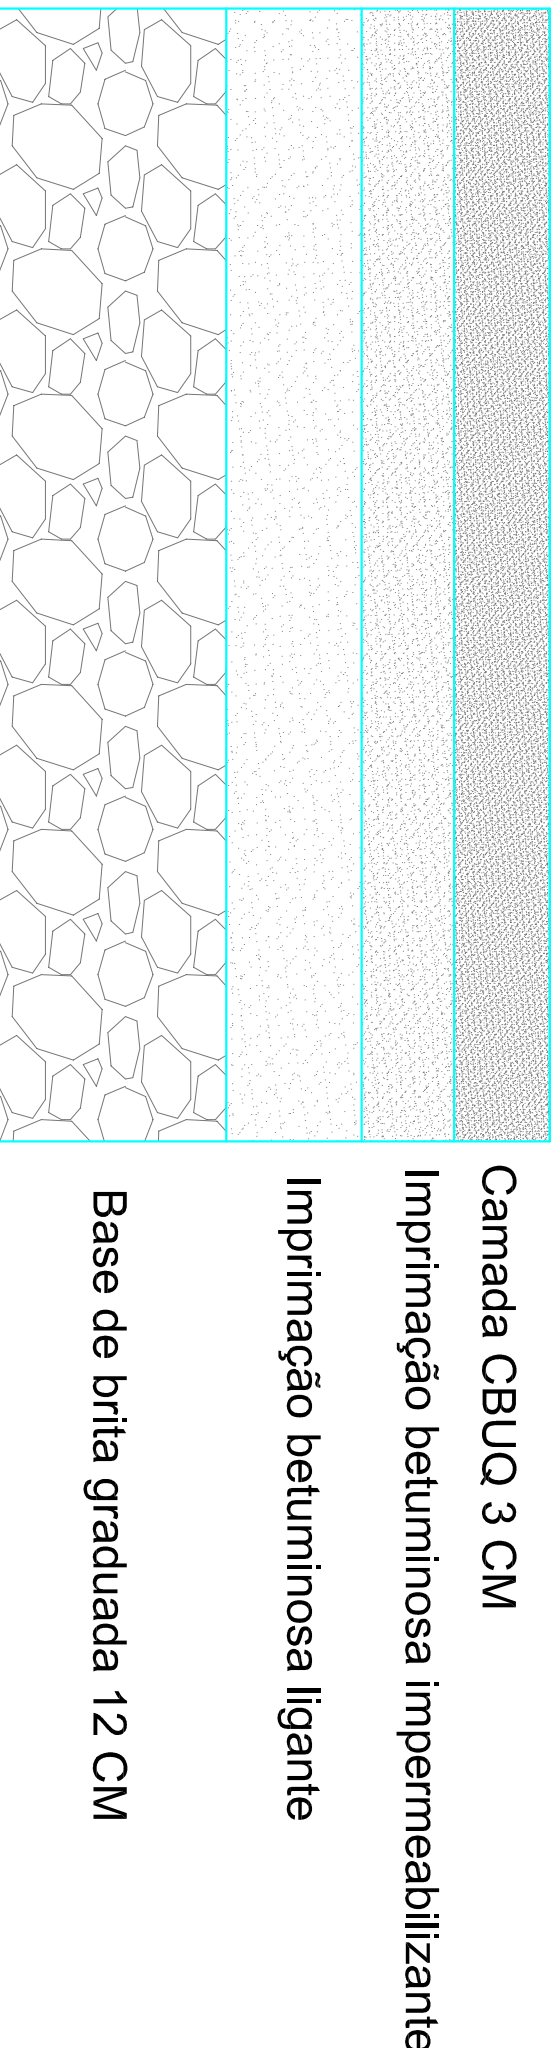 Camada CBUQ 3 CM
Imprimação betuminosa impermeabilizante
Imprimação betuminosa ligante
Base de brita graduada 12 CM